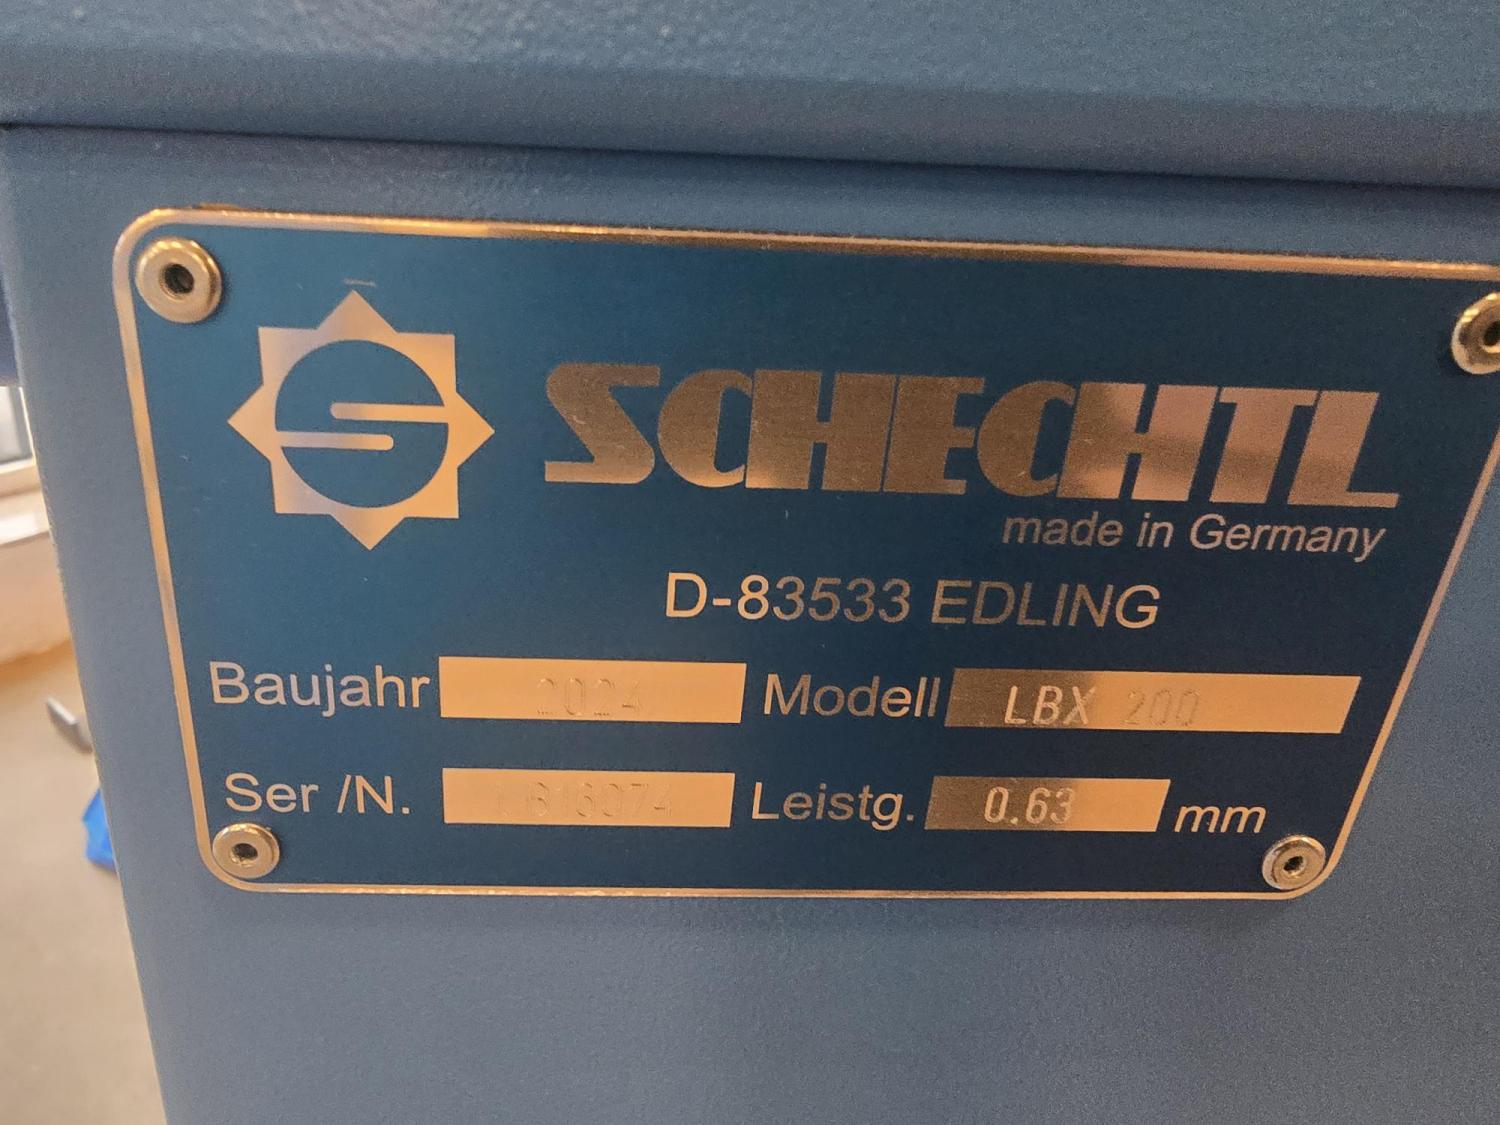 SCHECHTL
made in Germany
D-83533 EDLING
Baujahr 2024 Modell LBX 200
Ser /N. Leistg. 0.63 mm